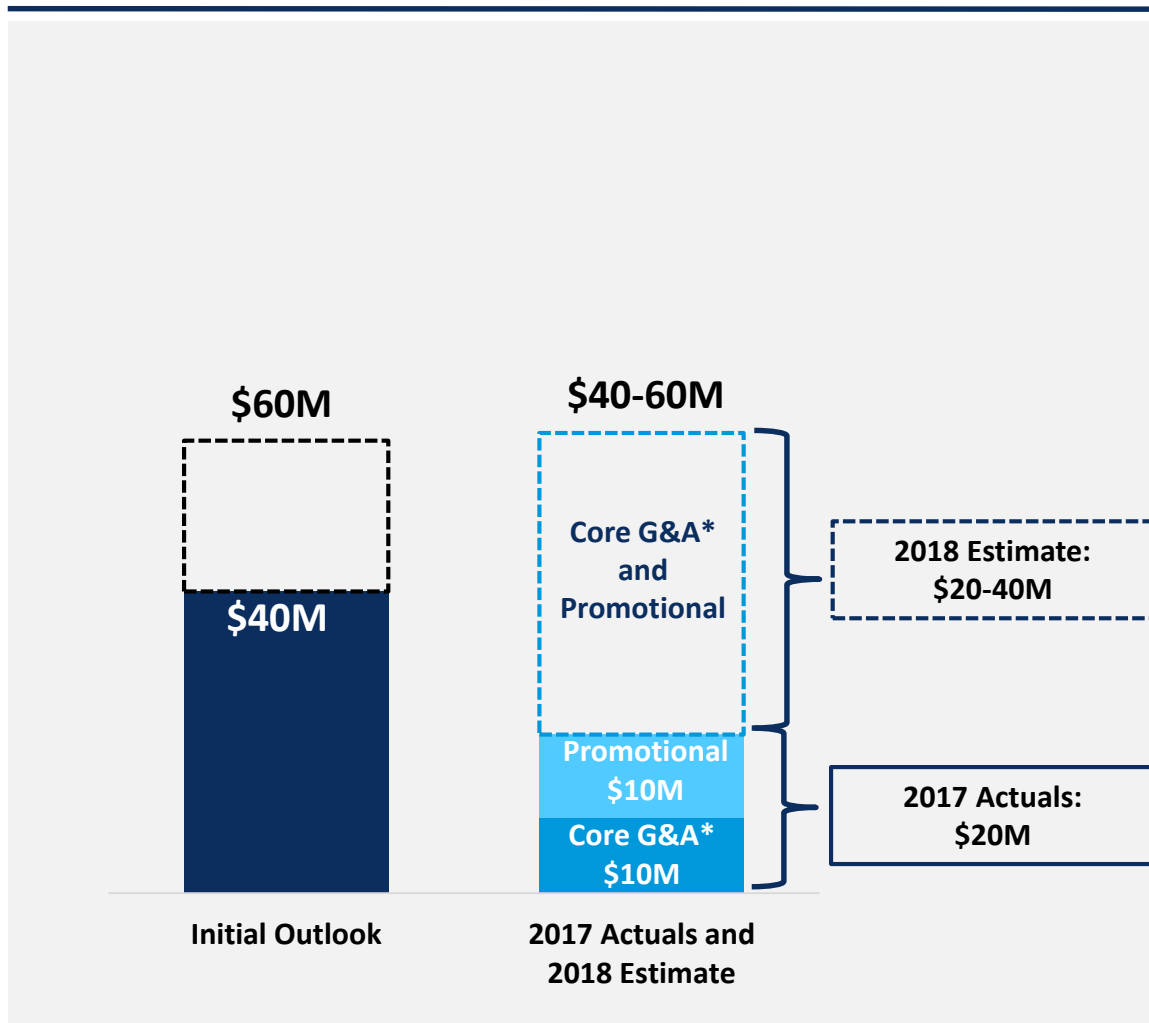 $60M
$40M
$40-60M
Core G&A*
and
Promotional
Promotional
$10M
Core G&A*
$10M
2018 Estimate:
$20-40M
2017 Actuals:
$20M
Initial Outlook
2017 Actuals and
2018 Estimate